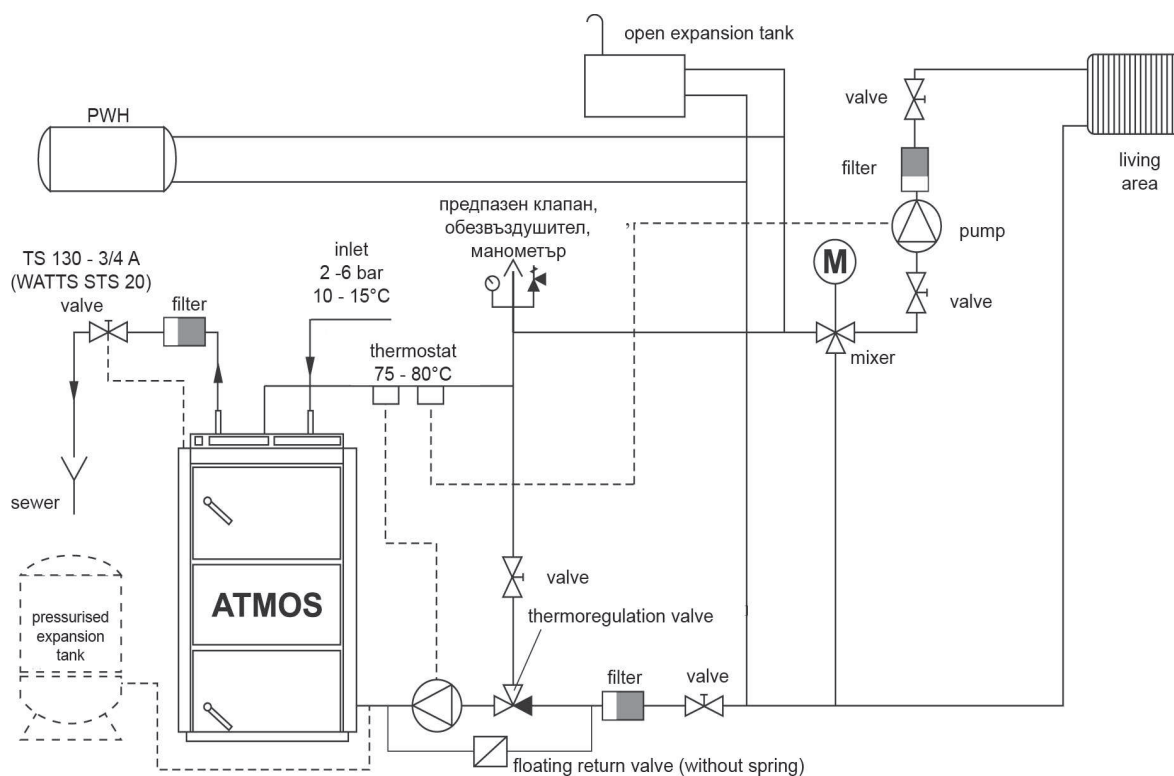 open expansion tank
PWH
valve
filter
living
area
предпазен клапан,
обезвъздушител,
манометър
pump
M
valve
mixer
TS 130 - 3/4 A
(WATTS STS 20)
valve
filter
inlet
2 -6 bar
10 - 15°C
thermostat
75 - 80°C
sewer
ATMOS
pressurised
expansion
tank
valve
thermoregulation valve
filter
valve
floating return valve (without spring)